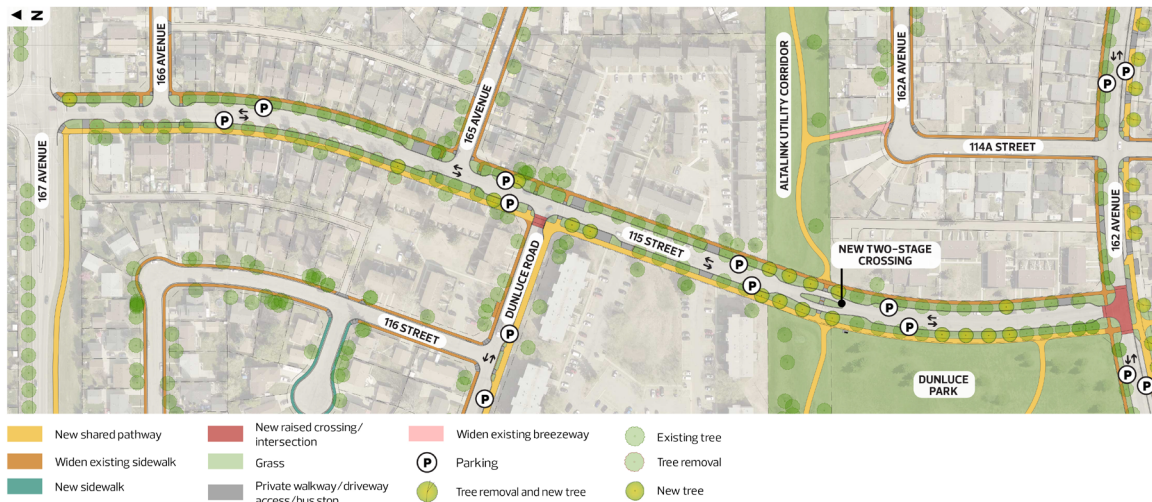 N
166 AVENUE
162A AVENUE
167 AVENUE
165 AVENUE
ALTALINK UTILITY CORRIDOR
114A STREET
162 AVENUE
115 STREET
DUNLUCE ROAD
116 STREET
NEW TWO-STAGE
CROSSING
DUNLUCE
PARK
P
P
P
P
P
P
P
P
P
P
P
P
P
P
New shared pathway
Widen existing sidewalk
New sidewalk
New raised crossing/
intersection
Grass
Private walkway/driveway
access/bus stop
Widen existing breezeway
P
Parking
Tree removal and new tree
Existing tree
Tree removal
New tree